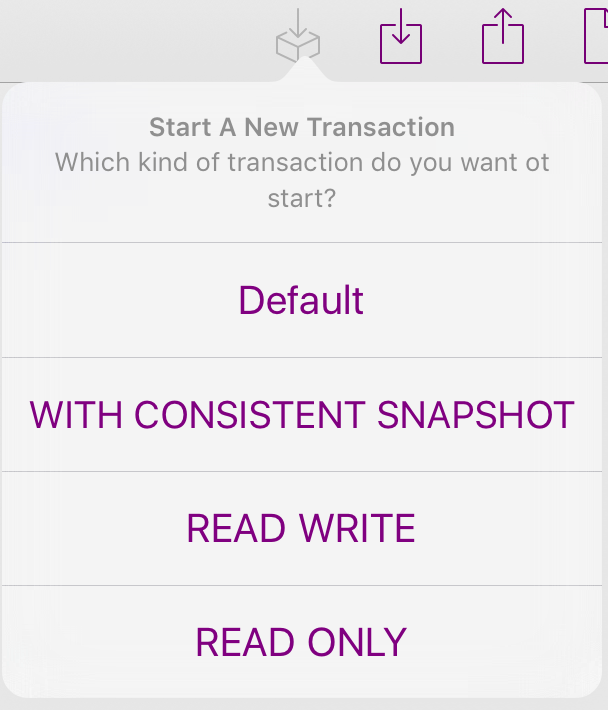 Start A New Transaction
Which kind of transaction do you want ot
start?
Default
WITH CONSISTENT SNAPSHOT
READ WRITE
READ ONLY